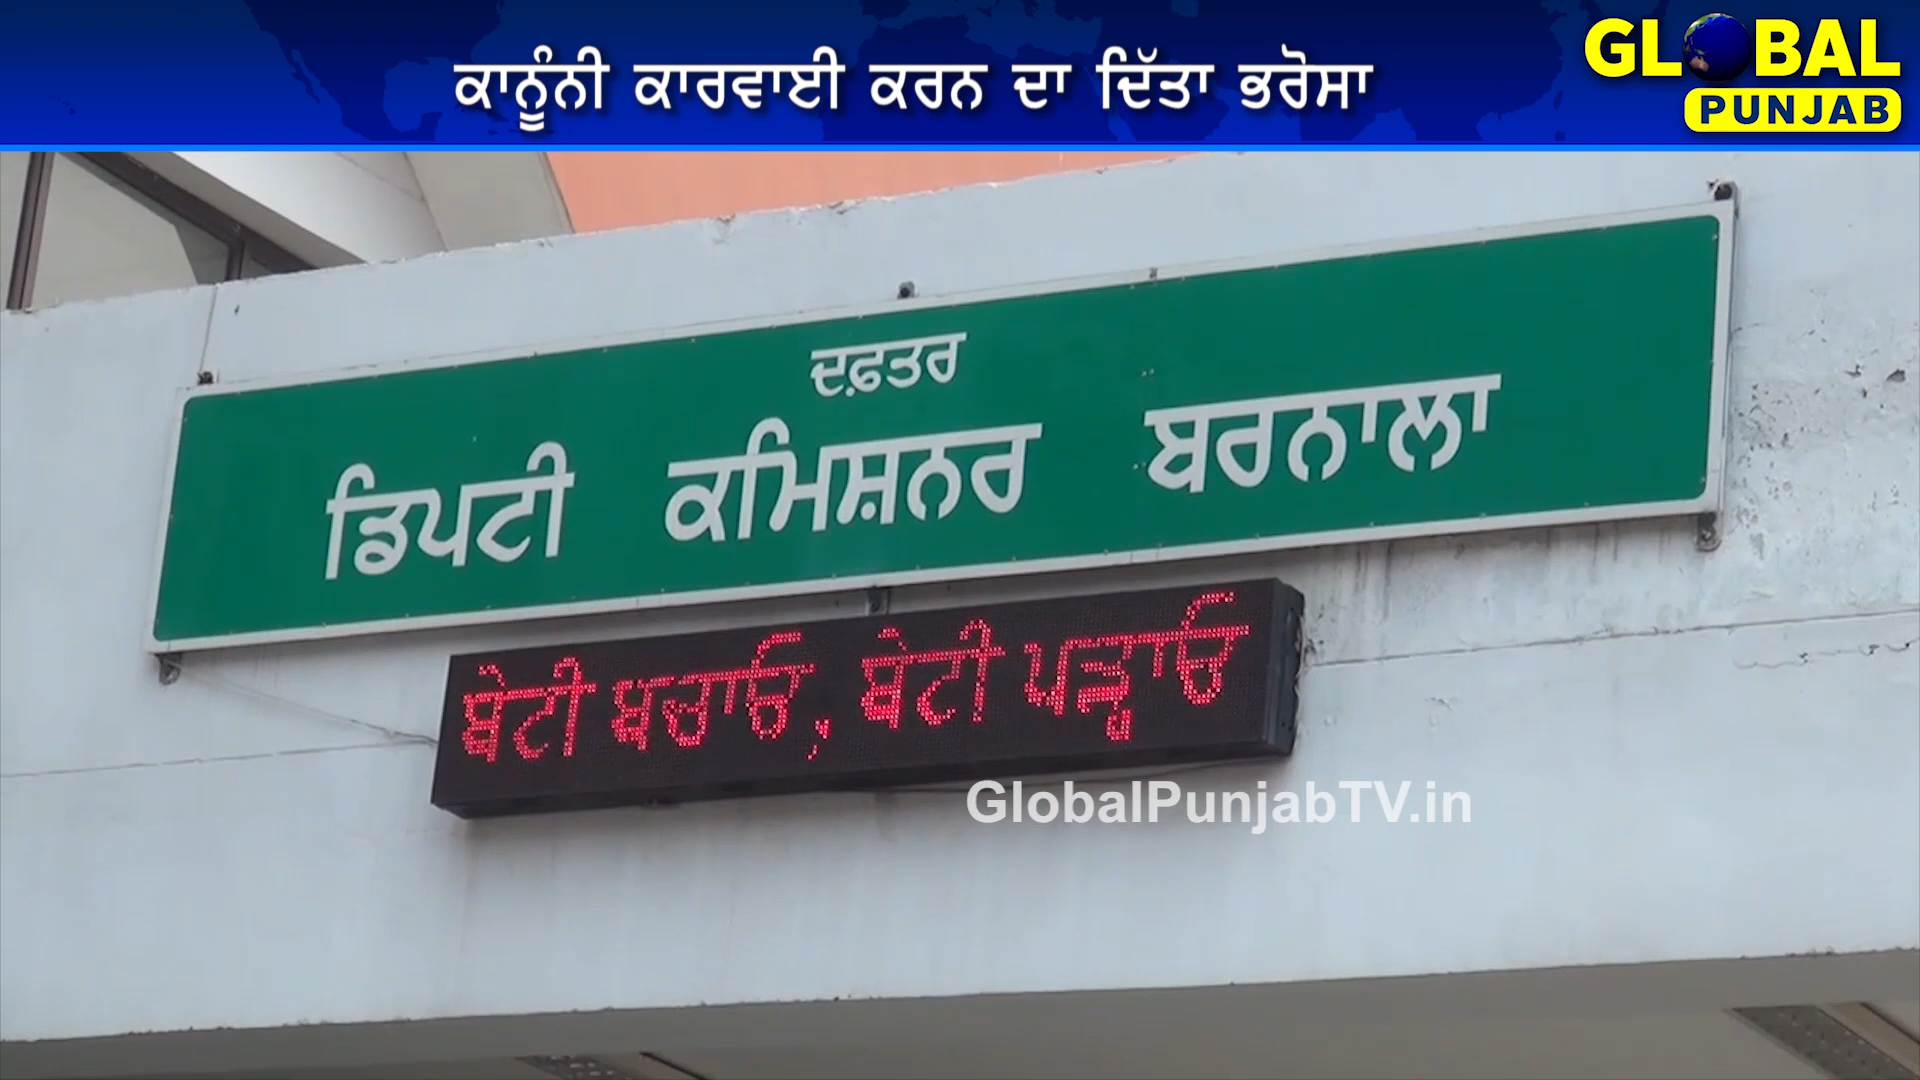 ਕਾਨੂੰਨੀ ਕਾਰਵਾਈ ਕਰਨ ਦਾ ਦਿੱਤਾ ਭਰੋਸਾ
GLOBAL
PUNJAB
ਦਫ਼ਤਰ
ਡਿਪਟੀ ਕਮਿਸ਼ਨਰ ਬਰਨਾਲਾ
ਬੇਟੀ ਬਚਾਓ, ਬੇਟੀ ਪੜ੍ਹਾਓ
GlobalPunjabTV.in